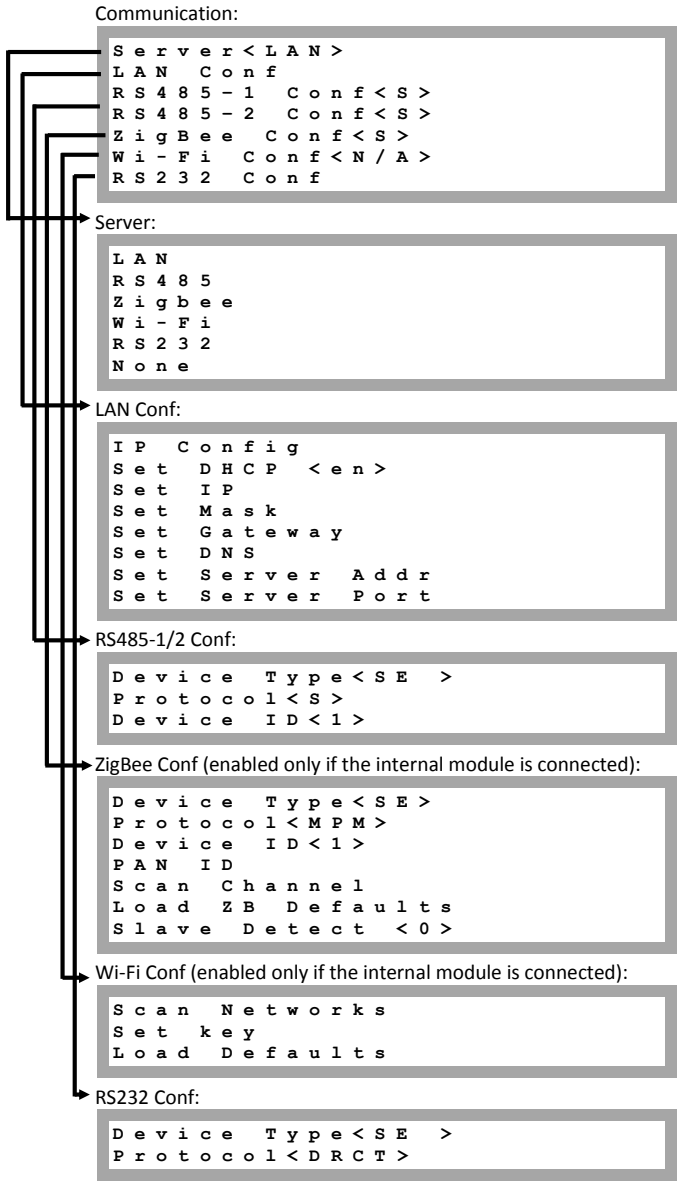 Communication:
Server<LAN>
LAN Conf
RS485-1 Conf<S>
RS485-2 Conf<S>
ZigBee Conf<S>
Wi-Fi Conf<N/A>
RS232 Conf
Server:
LAN
RS485
Zigbee
Wi-Fi
RS232
None
LAN Conf:
IP Config
Set DHCP <en>
Set IP
Set Mask
Set Gateway
Set DNS
Set Server Addr
Set Server Port
RS485-1/2 Conf:
Device Type<SE >
Protocol<S>
Device ID<1>
ZigBee Conf (enabled only if the internal module is connected):
Device Type<SE>
Protocol<MPM>
Device ID<1>
PAN ID
Scan Channel
Load ZB Defaults
Slave Detect <0>
Wi-Fi Conf (enabled only if the internal module is connected):
Scan Networks
Set key
Load Defaults
RS232 Conf:
Device Type<SE >
Protocol<DRCT>